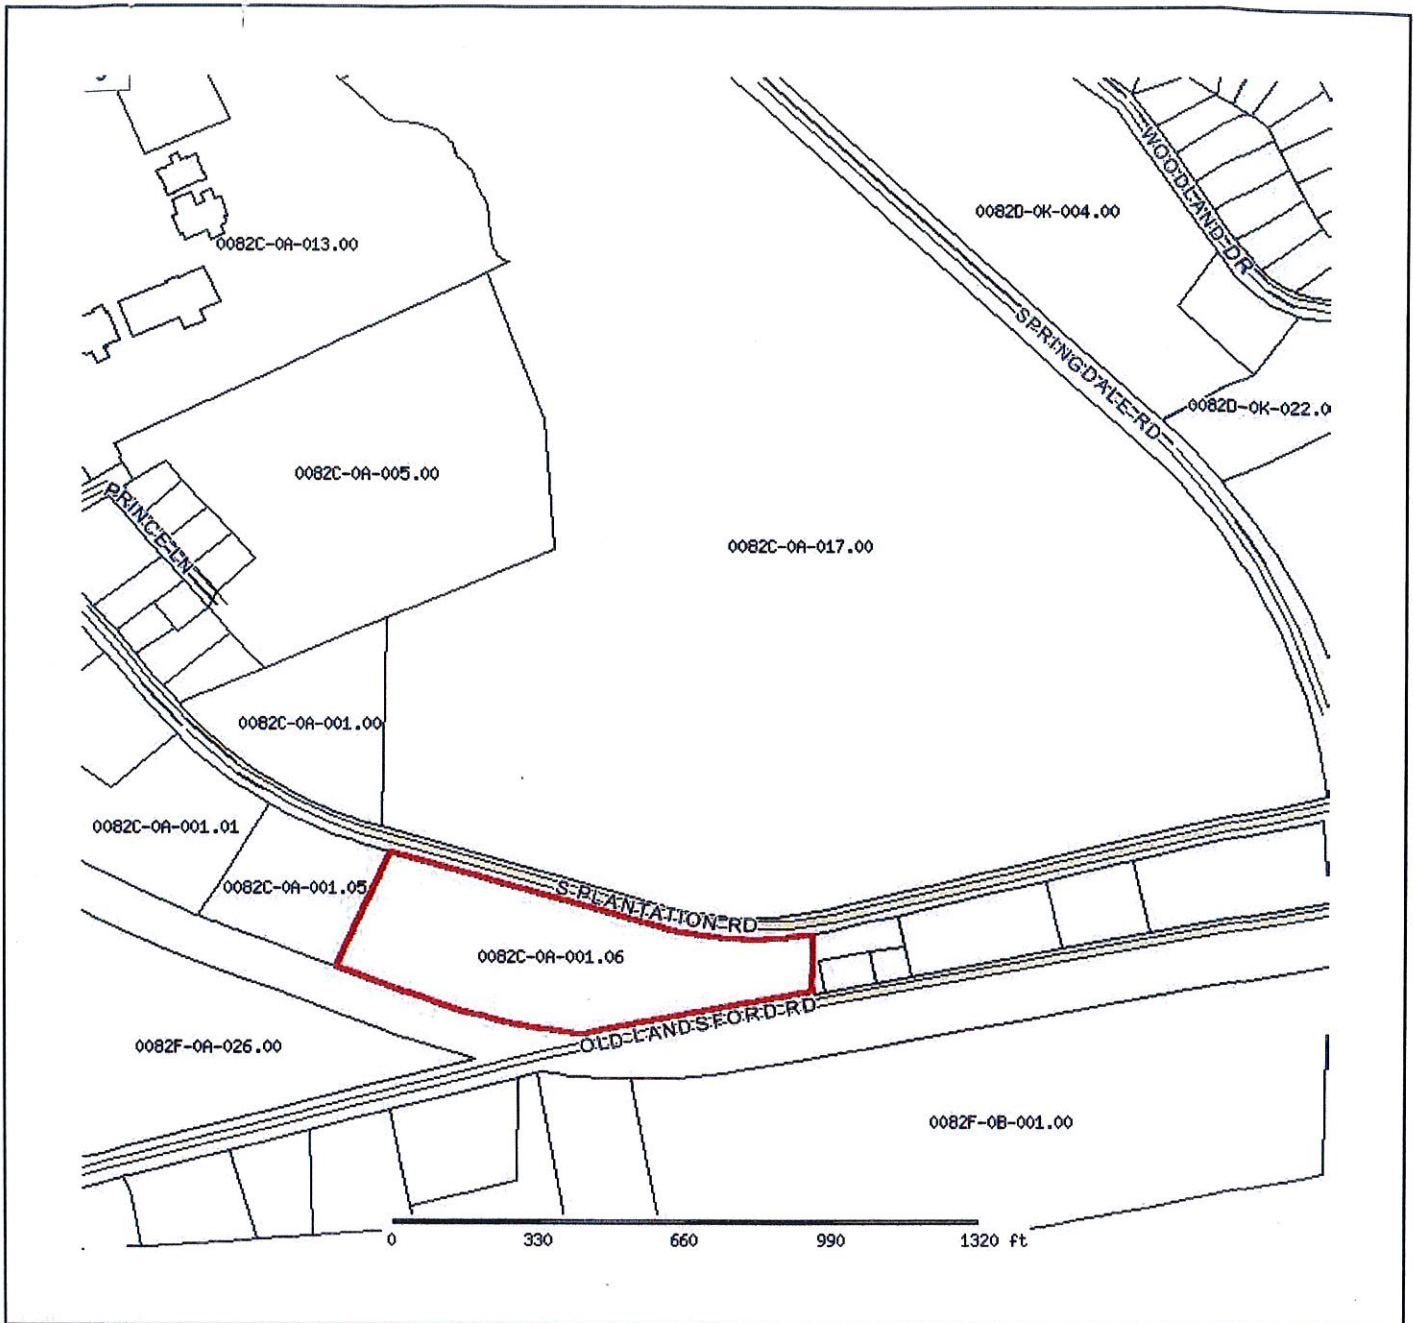 WOODLAND DR
0082D-0K-004.00
0082C-0A-013.00
SPRINGDALE RD
0082D-0K-022.0
0082C-0A-005.00
PRINCE LN
0082C-0A-017.00
0082C-0A-001.00
0082C-0A-001.01
0082C-0A-001.05
S PLANTATION RD
0082C-0A-001.06
OLD LANDSFORD RD
0082F-0A-026.00
0082F-0B-001.00
0 330 660 990 1320 ft